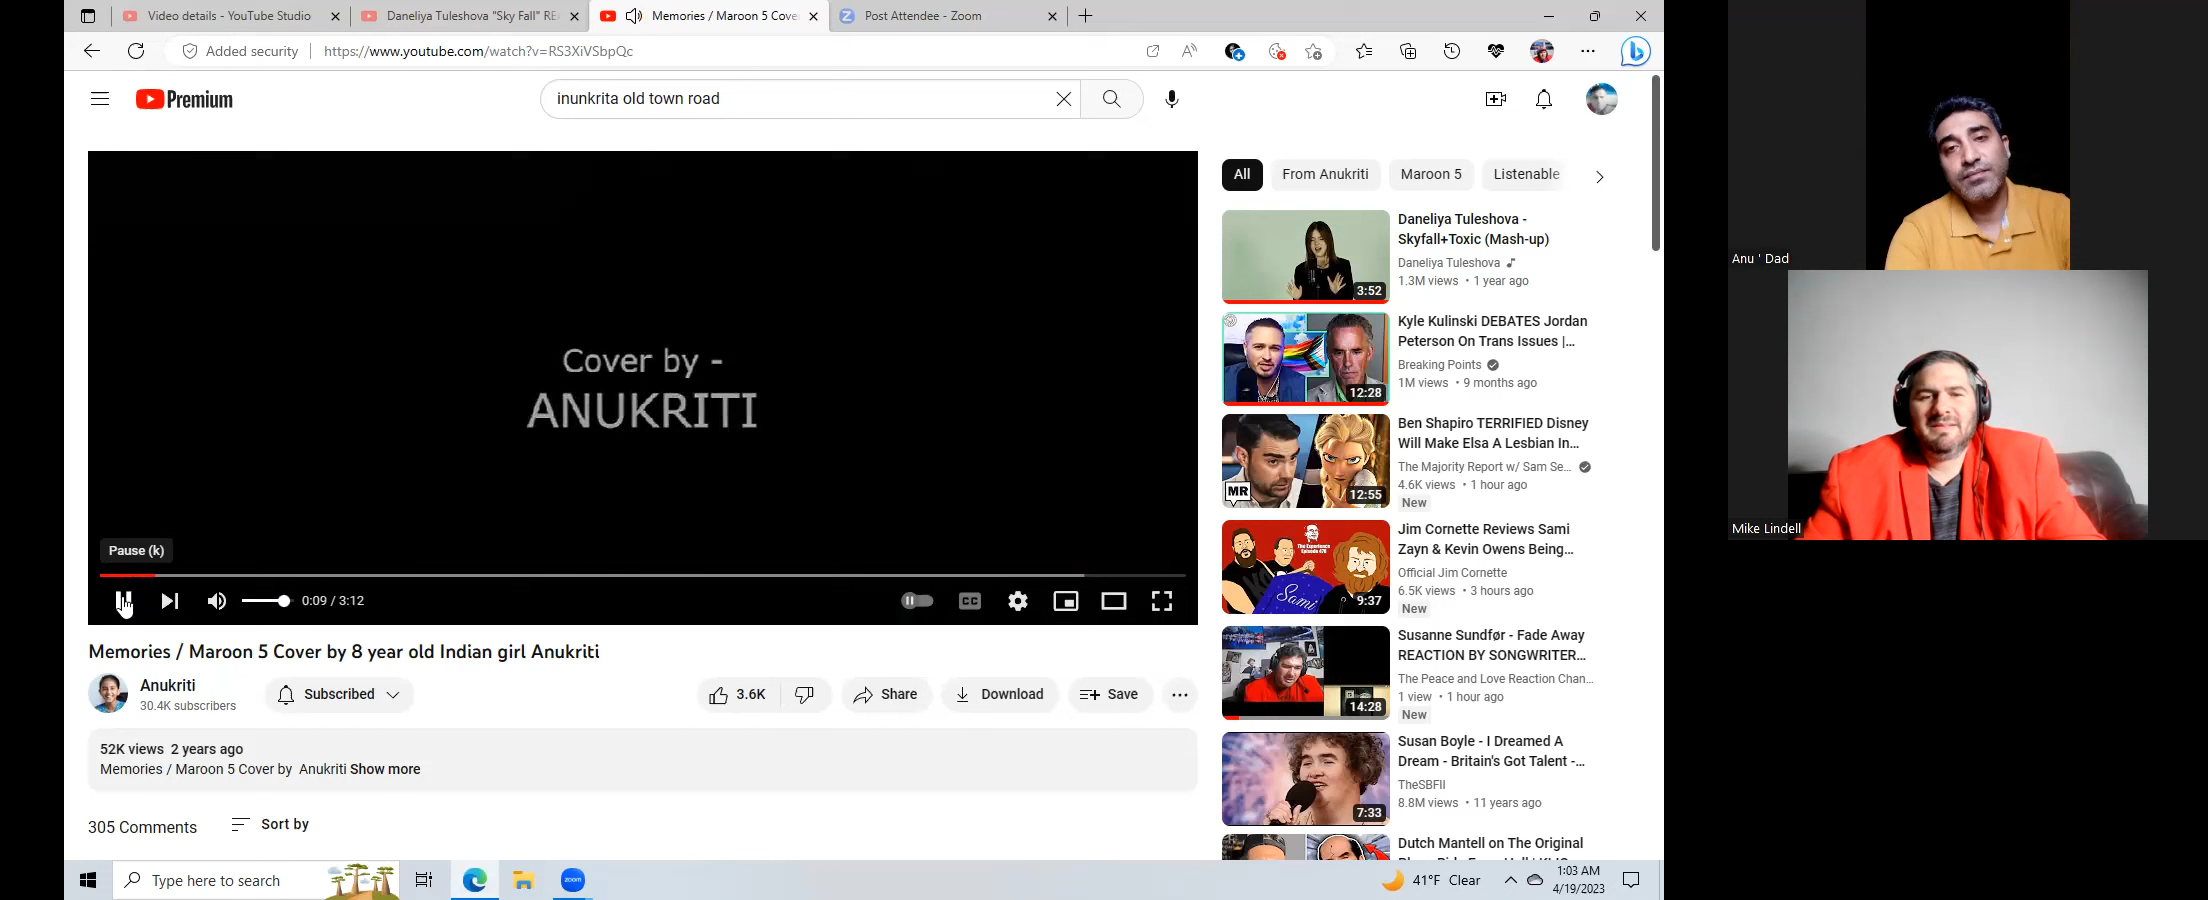 Video details - YouTube Studio
Daneliya Tuleshova "Sky Fall" RE
Memories / Maroon 5 Cove
Post Attendee - Zoom
Added security
https://www.youtube.com/watch?v=RS3XiVSbpQc
Premium
inunkrita old town road
Cover by -
ANUKRITI
Pause (k)
0:09 / 3:12
CC
Memories / Maroon 5 Cover by 8 year old Indian girl Anukriti
Anukriti
30.4K subscribers
Subscribed
3.6K
Share
Download
Save
52K views 2 years ago
Memories / Maroon 5 Cover by Anukriti Show more
305 Comments
Sort by
All
From Anukriti
Maroon 5
Listenable
3:52
Daneliya Tuleshova -
Skyfall+Toxic (Mash-up)
Daneliya Tuleshova
1.3M views • 1 year ago
12:28
Kyle Kulinski DEBATES Jordan
Peterson On Trans Issues |...
Breaking Points
1M views • 9 months ago
MR
12:55
Ben Shapiro TERRIFIED Disney
Will Make Elsa A Lesbian In...
The Majority Report w/ Sam Se...
4.6K views • 1 hour ago
New
Sami
9:37
Jim Cornette Reviews Sami
Zayn & Kevin Owens Being...
Official Jim Cornette
6.5K views • 3 hours ago
New
14:28
Susanne Sundfør - Fade Away
REACTION BY SONGWRITER...
The Peace and Love Reaction Chan...
1 view • 1 hour ago
New
7:33
Susan Boyle - I Dreamed A
Dream - Britain's Got Talent -...
TheSBFII
8.8M views • 11 years ago
Dutch Mantell on The Original
Anu ' Dad
Mike Lindell
Type here to search
zoom
41°F Clear
1:03 AM
4/19/2023